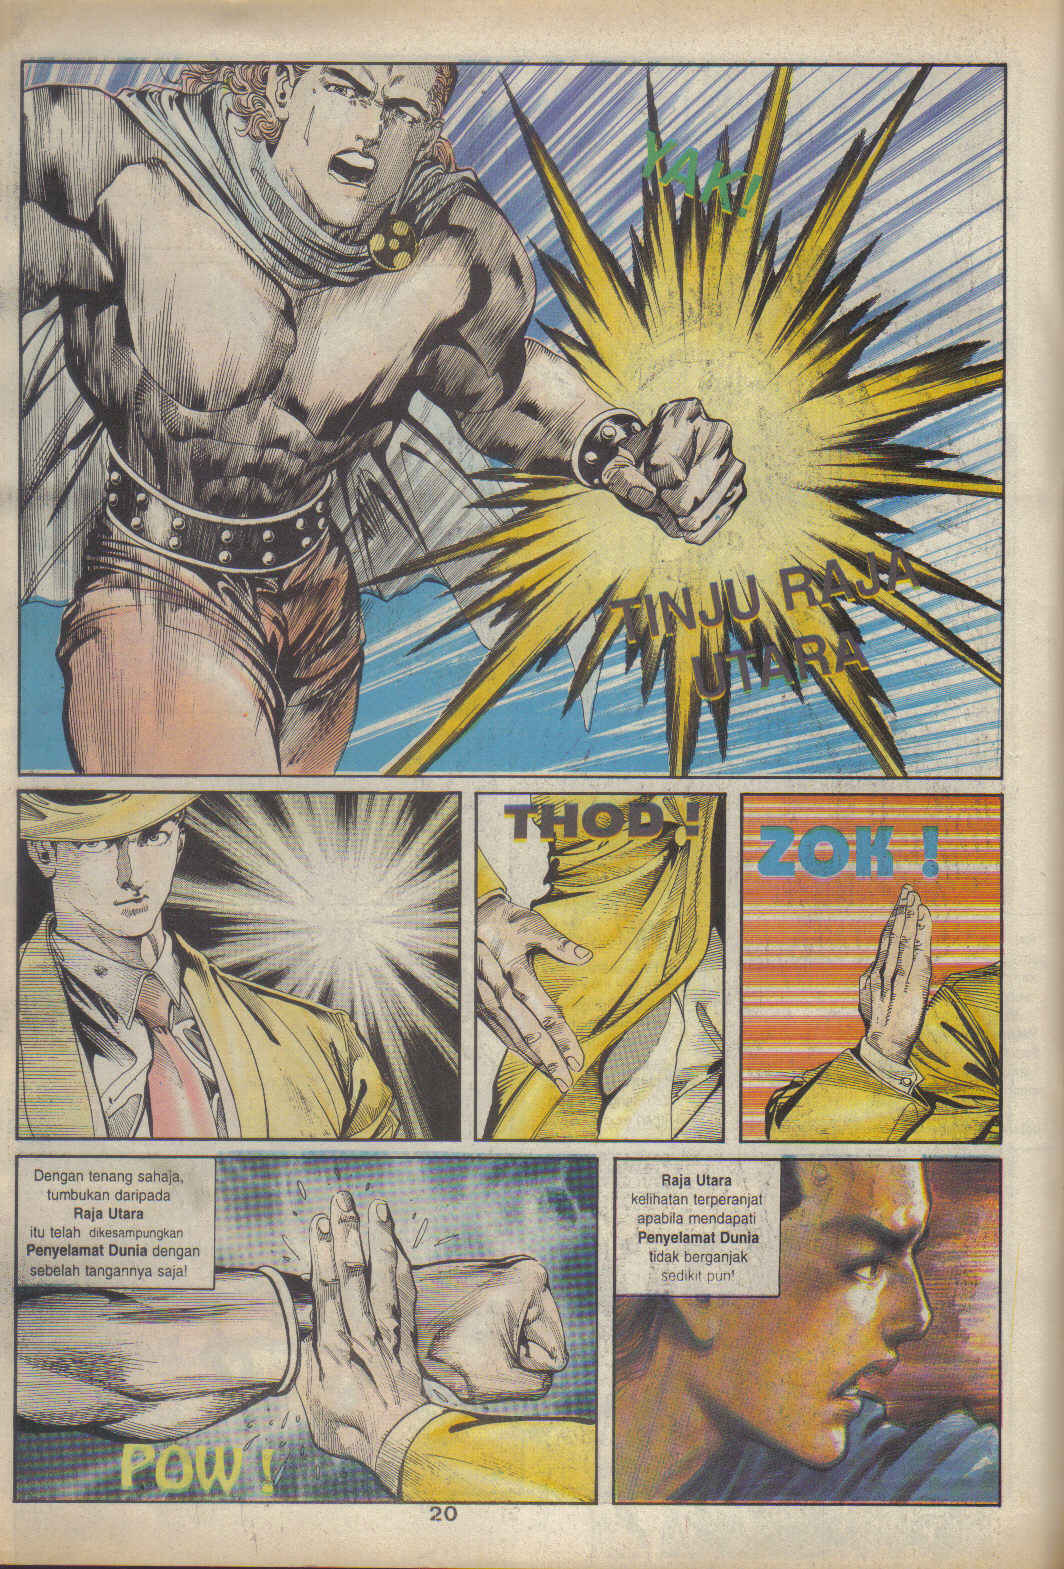 YAK!
TINJU RAJA
UTARA
THOD!
ZOK!
Dengan tenang sahaja,
tumbukan daripada
Raja Utara
itu telah dikesampungkan
Penyelamat Dunia dengan
sebelah tangannya saja!
POW!
Raja Utara
kelihatan terperanjat
apabila mendapati
Penyelamat Dunia
tidak berganjak
sedikit pun!
20